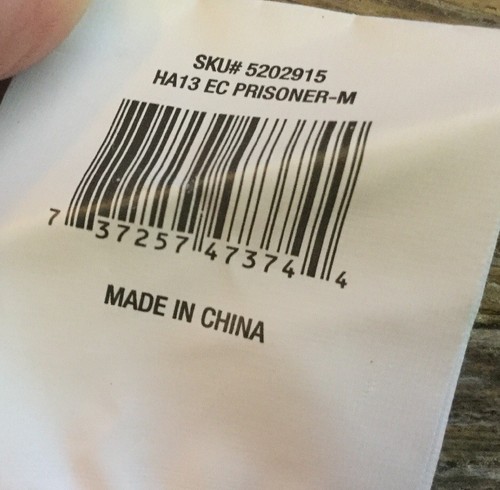 SKU# 5202915
HA13 EC PRISONER-M
7 37257 47374 4
MADE IN CHINA